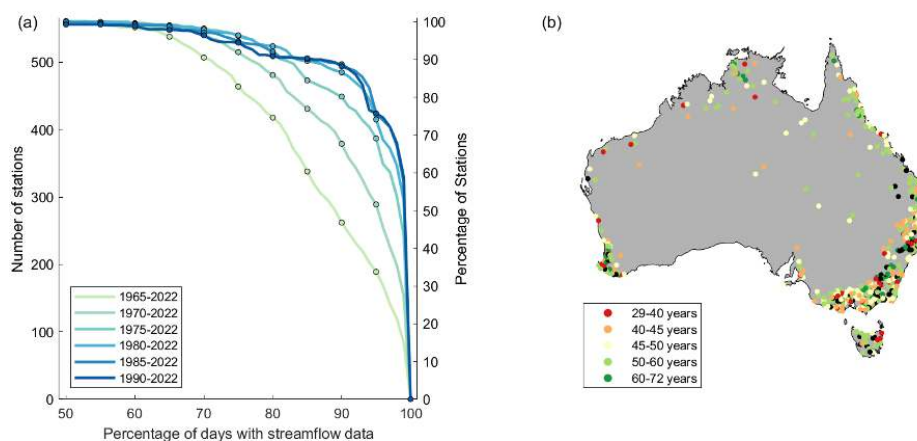 (a)
Number of stations
500
400
300
200
100
0
100
90
80
70
60
50
40
30
20
10
0
Percentage of Stations
1965-2022
1970-2022
1975-2022
1980-2022
1985-2022
1990-2022
50 60 70 80 90 100
Percentage of days with streamflow data
(b)
29-40 years
40-45 years
45-50 years
50-60 years
60-72 years